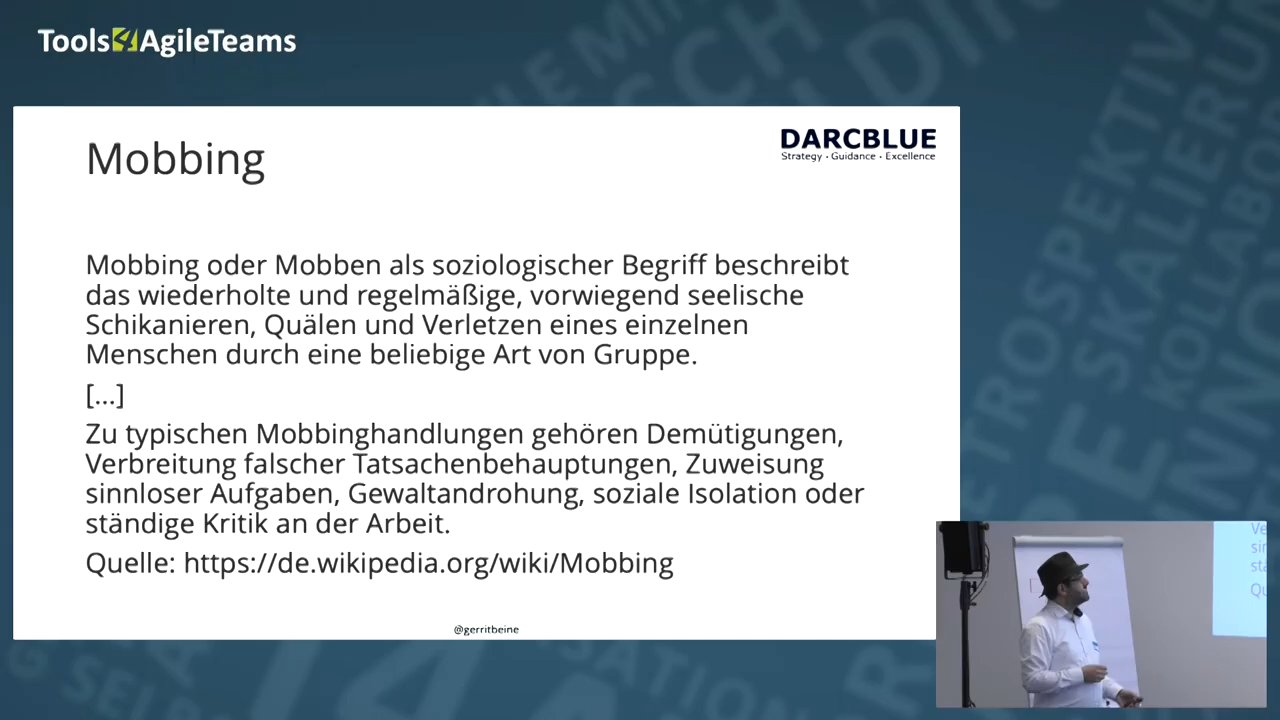 Tools4AgileTeams
Mobbing
DARCBLUE
Strategy · Guidance · Excellence
Mobbing oder Mobben als soziologischer Begriff beschreibt
das wiederholte und regelmäßige, vorwiegend seelische
Schikanieren, Quälen und Verletzen eines einzelnen
Menschen durch eine beliebige Art von Gruppe.
[...]
Zu typischen Mobbinghandlungen gehören Demütigungen,
Verbreitung falscher Tatsachenbehauptungen, Zuweisung
sinnloser Aufgaben, Gewaltandrohung, soziale Isolation oder
ständige Kritik an der Arbeit.
Quelle: https://de.wikipedia.org/wiki/Mobbing
@gerritbeine